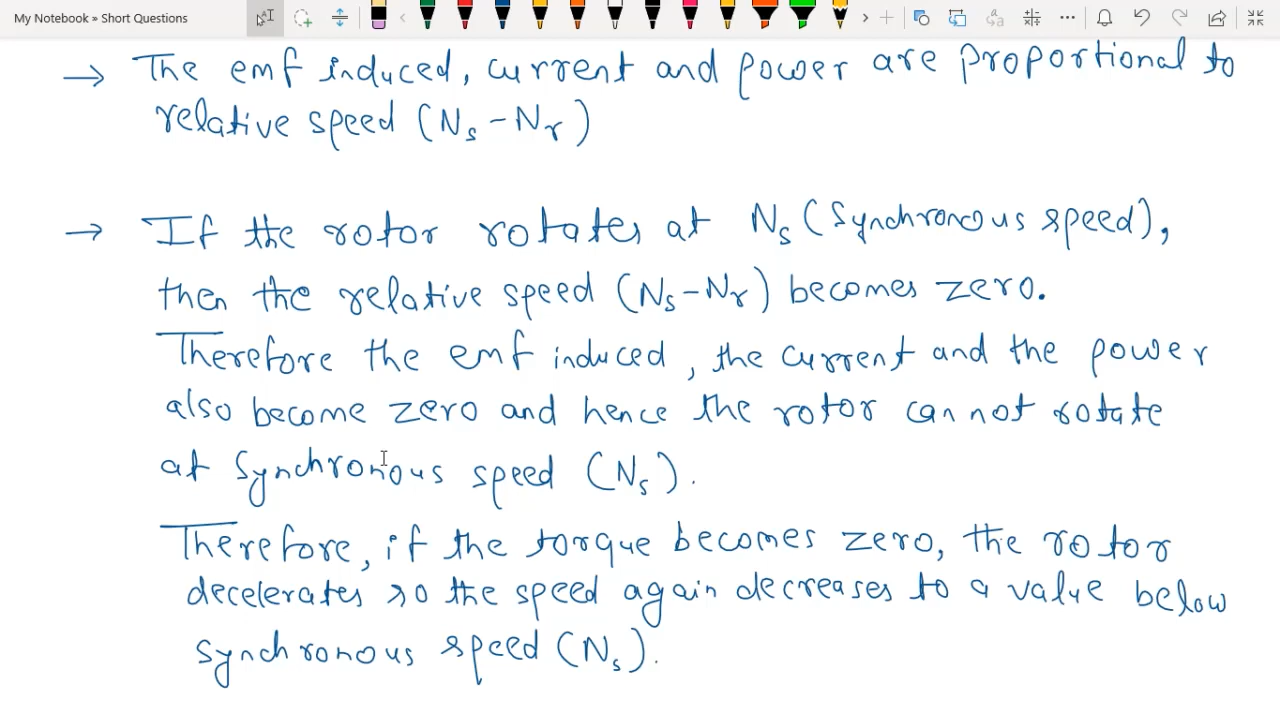 My Notebook » Short Questions
→ The emf induced, current and power are proportional to
relative speed (Ns - Nr)
→ If the rotor rotates at Ns (Synchronous speed),
then the relative speed (Ns-Nr) becomes zero.
Therefore the emf induced, the current and the power
also become zero and hence the rotor can not rotate
at synchronous speed (Ns).
Therefore, if the torque becomes zero, the rotor
decelerates so the speed again decreases to a value below
synchronous speed (Ns).